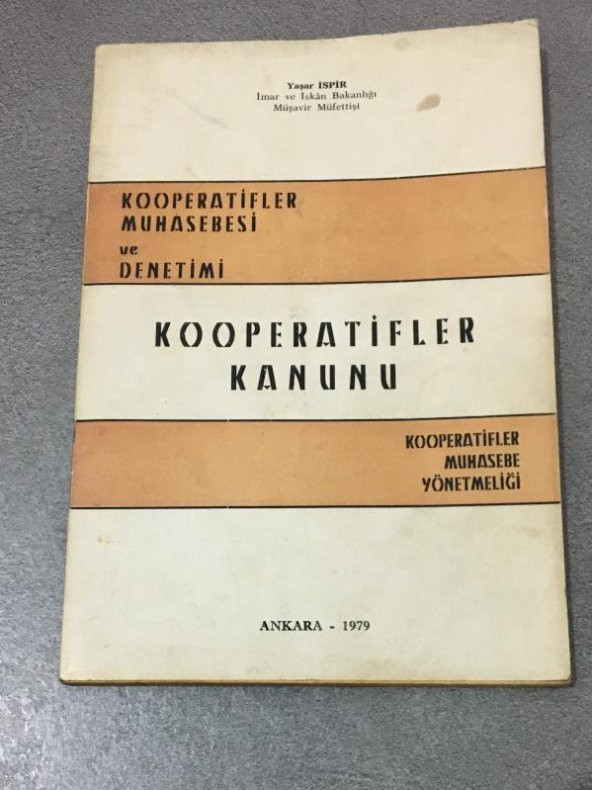 Yaşar İSPİR
İmar ve İskân Bakanlığı
Müşavir Müfettişi
KOOPERATİFLER
MUHASEBESİ
ve
DENETİMİ
KOOPERATİFLER
KANUNU
KOOPERATİFLER
MUHASEBE
YÖNETMELİĞİ
ANKARA - 1979